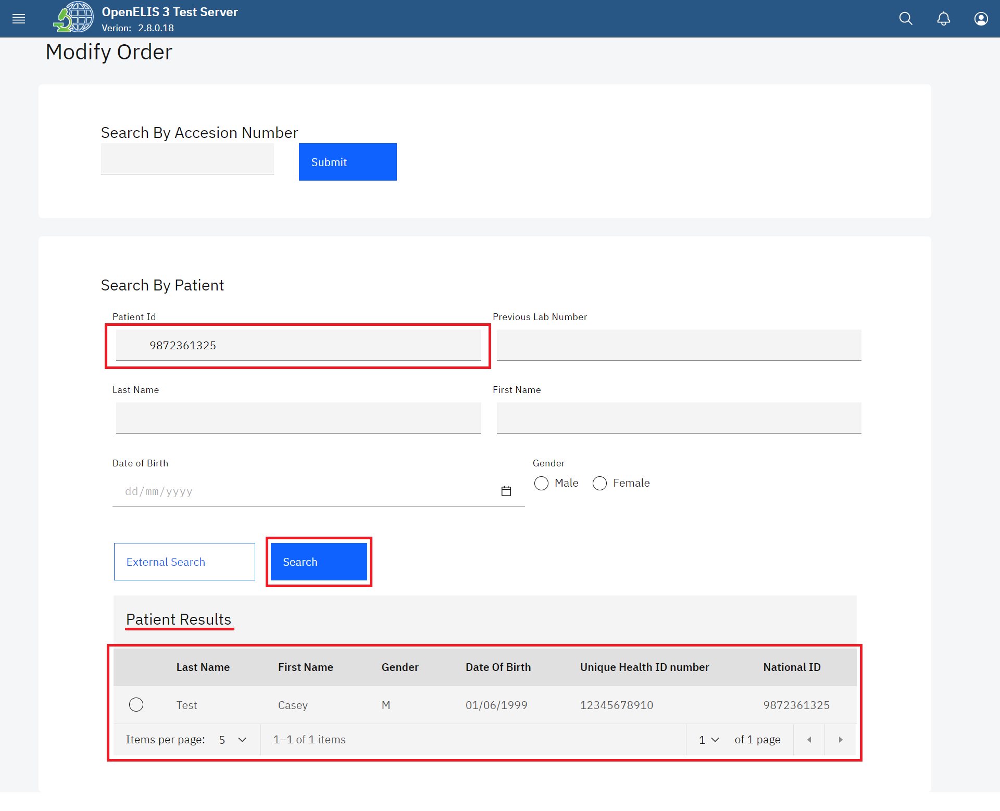 OpenELIS 3 Test Server
Verion: 2.8.0.18
Modify Order
Search By Accesion Number
Submit
Search By Patient
Patient Id Previous Lab Number
9872361325
Last Name First Name
Date of Birth Gender
dd/mm/yyyy Male Female
External Search Search
Patient Results
Last Name First Name Gender Date Of Birth Unique Health ID number National ID
Test Casey M 01/06/1999 12345678910 9872361325
Items per page: 5 1–1 of 1 items 1 of 1 page